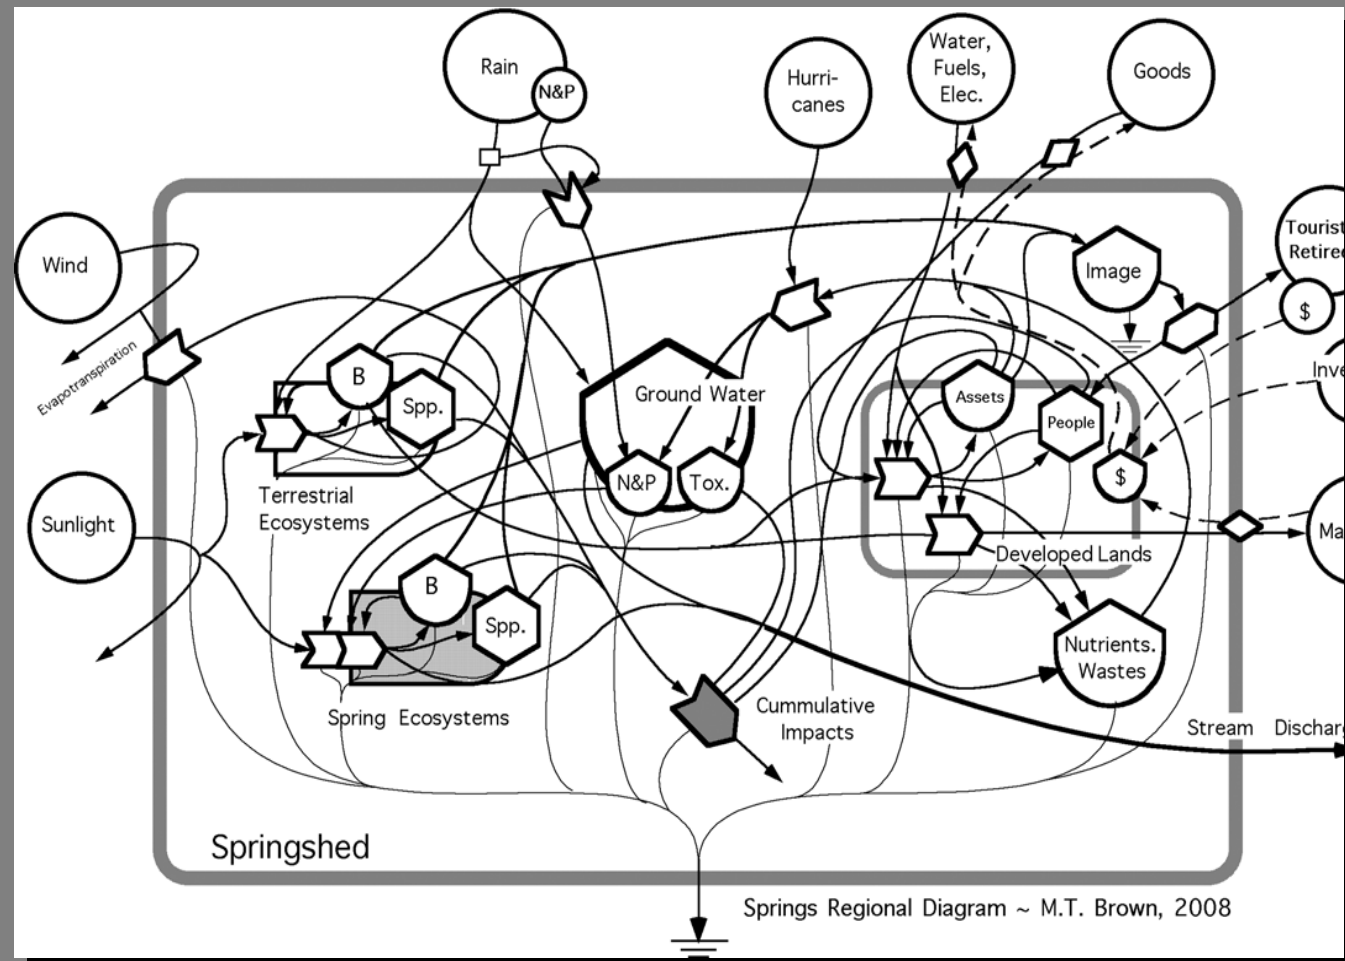 Rain
N&P
Hurri-
canes
Water,
Fuels,
Elec.
Goods
Wind
Evapotranspiration
Image
Tourist
Retiree
$
Inve
Ground Water
B
Spp.
Assets
People
$
N&P
Tox.
Terrestrial
Ecosystems
Sunlight
Developed Lands
Ma
B
Spp.
Nutrients.
Wastes
Spring Ecosystems
Cummulative
Impacts
Stream Discharg
Springshed
Springs Regional Diagram ~ M.T. Brown, 2008